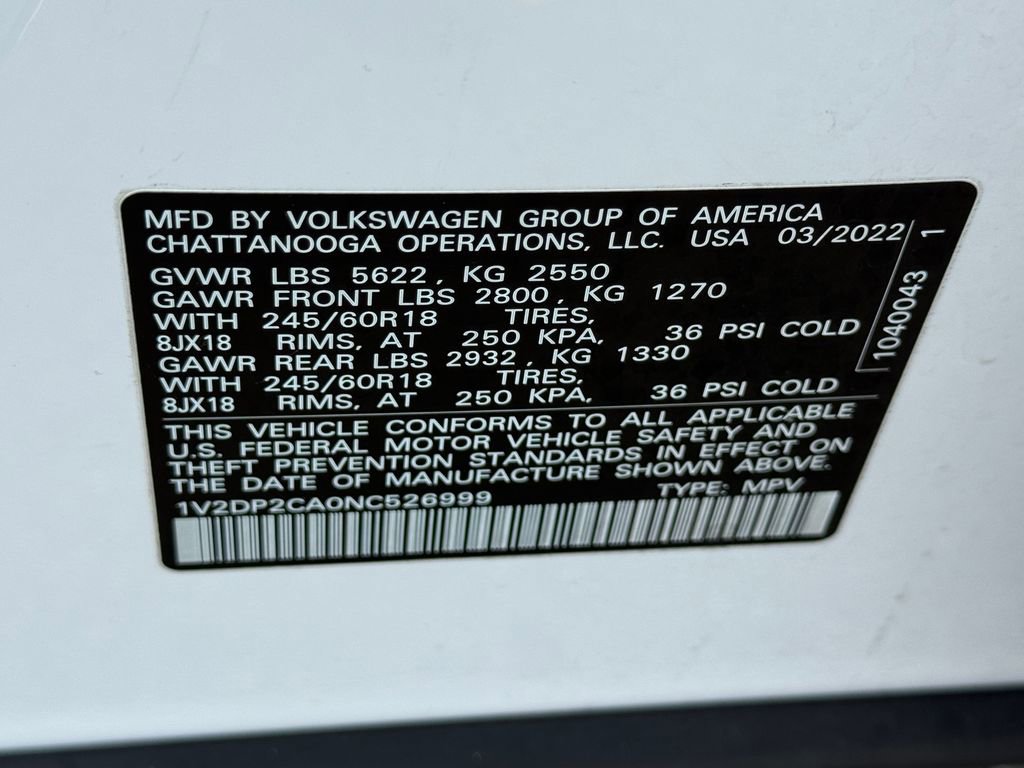 MFD BY VOLKSWAGEN GROUP OF AMERICA
CHATTANOOGA OPERATIONS, LLC. USA 03/2022
GVWR LBS 5622, KG 2550
GAWR FRONT LBS 2800, KG 1270
WITH 245/60R18 TIRES,
8JX18 RIMS, AT 250 KPA, 36 PSI COLD
GAWR REAR LBS 2932, KG 1330
WITH 245/60R18 TIRES,
8JX18 RIMS, AT 250 KPA, 36 PSI COLD
1040043 1
THIS VEHICLE CONFORMS TO ALL APPLICABLE
U.S. FEDERAL MOTOR VEHICLE SAFETY AND
THEFT PREVENTION STANDARDS IN EFFECT ON
THE DATE OF MANUFACTURE SHOWN ABOVE.
1V2DP2CA0NC526999 TYPE: MPV